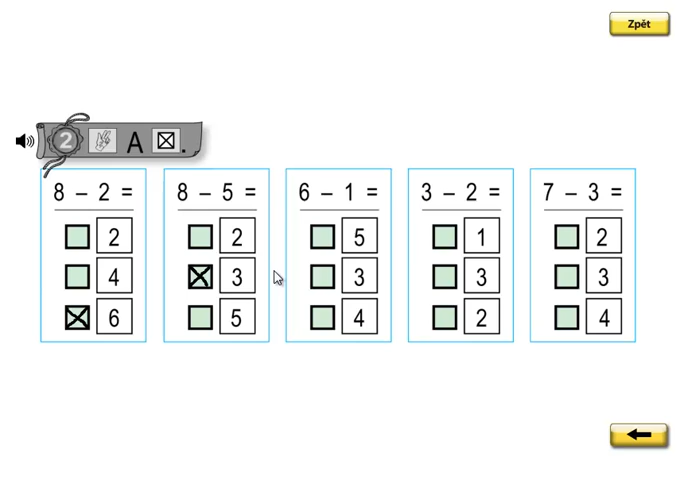 Zpět
2 A .
8 – 2 = 8 – 5 = 6 – 1 = 3 – 2 = 7 – 3 =
2 2 5 1 2
4 3 3 3 3
6 5 4 2 4